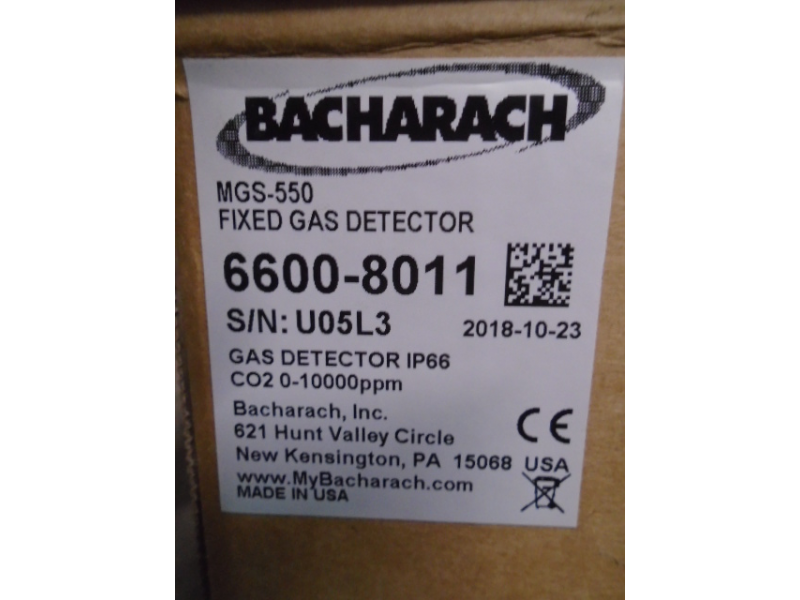 BACHARACH
MGS-550
FIXED GAS DETECTOR
6600-8011
S/N: U05L3 2018-10-23
GAS DETECTOR IP66
CO2 0-10000ppm
Bacharach, Inc.
621 Hunt Valley Circle
New Kensington, PA 15068 USA
www.MyBacharach.com
MADE IN USA
CE